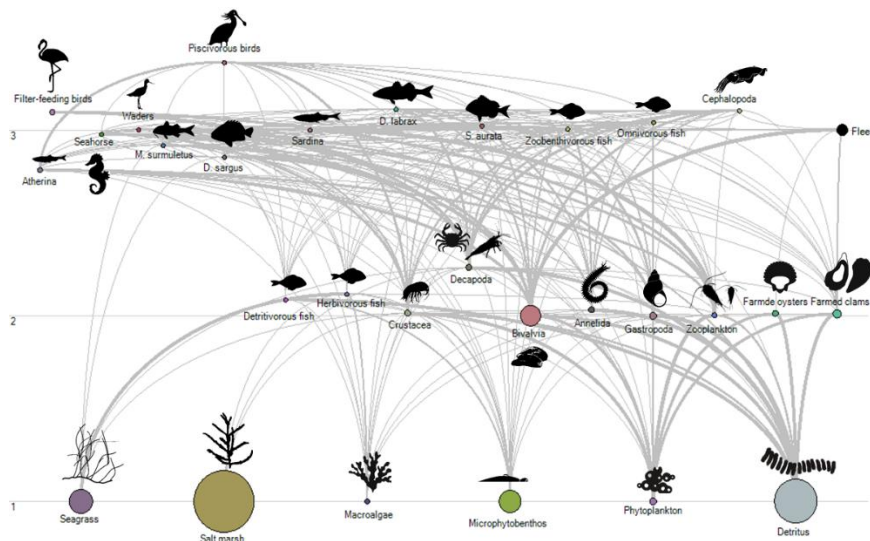 Piscivorous birds
Filter-feeding birds
Waders
D. labrax
Cephalopoda
3
Seahorse
M. surmuletus
D. sargus
Sardina
S. aurata
Zoobenthivorous fish
Omnivorous fish
Flee
Atherina
Decapoda
Detritivorous fish
Herbivorous fish
Crustacea
Bivalvia
Annelida
Gastropoda
Zooplankton
Farmde oysters
Farmed clams
2
1
Seagrass
Salt marsh
Macroalgae
Microphytobenthos
Phytoplankton
Detritus